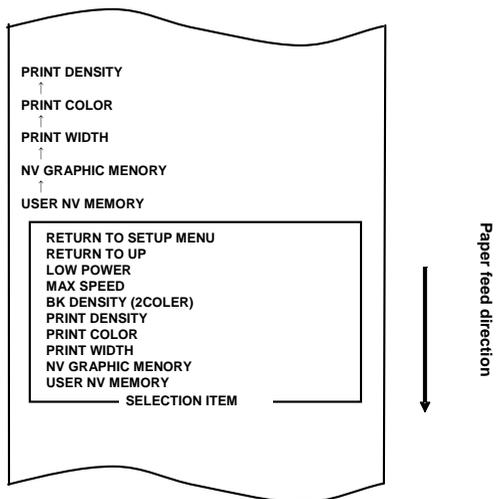 PRINT DENSITY
↑
PRINT COLOR
↑
PRINT WIDTH
↑
NV GRAPHIC MENORY
↑
USER NV MEMORY
RETURN TO SETUP MENU
RETURN TO UP
LOW POWER
MAX SPEED
BK DENSITY (2COLER)
PRINT DENSITY
PRINT COLOR
PRINT WIDTH
NV GRAPHIC MENORY
USER NV MEMORY
SELECTION ITEM
Paper feed direction